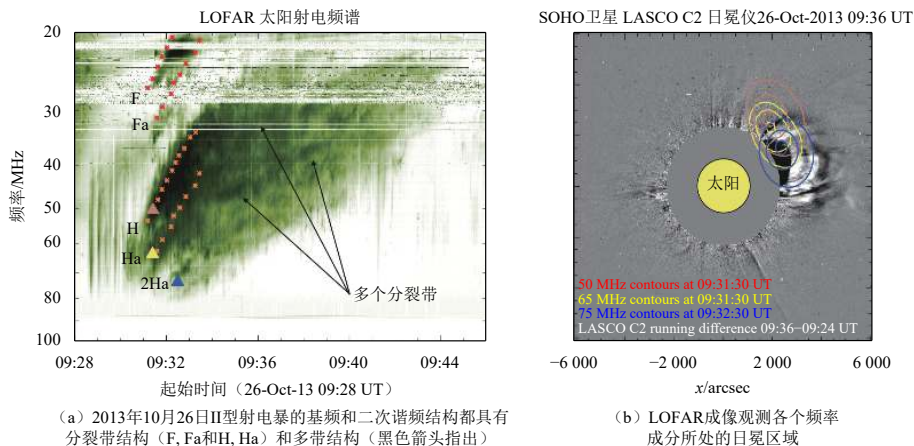 LOFAR 太阳射电频谱
20
30
40
50
60
80
100
频率/MHz
F
Fa
H
Ha
2Ha
多个分裂带
09:28
09:32
09:36
09:40
09:44
起始时间（26-Oct-13 09:28 UT）
（a）2013年10月26日II型射电暴的基频和二次谐频结构都具有
分裂带结构（F, Fa和H, Ha）和多带结构（黑色箭头指出）
SOHO卫星 LASCO C2 日冕仪26-Oct-2013 09:36 UT
太阳
50 MHz contours at 09:31:30 UT
65 MHz contours at 09:31:30 UT
75 MHz contours at 09:32:30 UT
LASCO C2 running difference 09:36−09:24 UT
−6 000
−2 000
2 000
6 000
x/arcsec
（b）LOFAR成像观测各个频率
成分所处的日冕区域